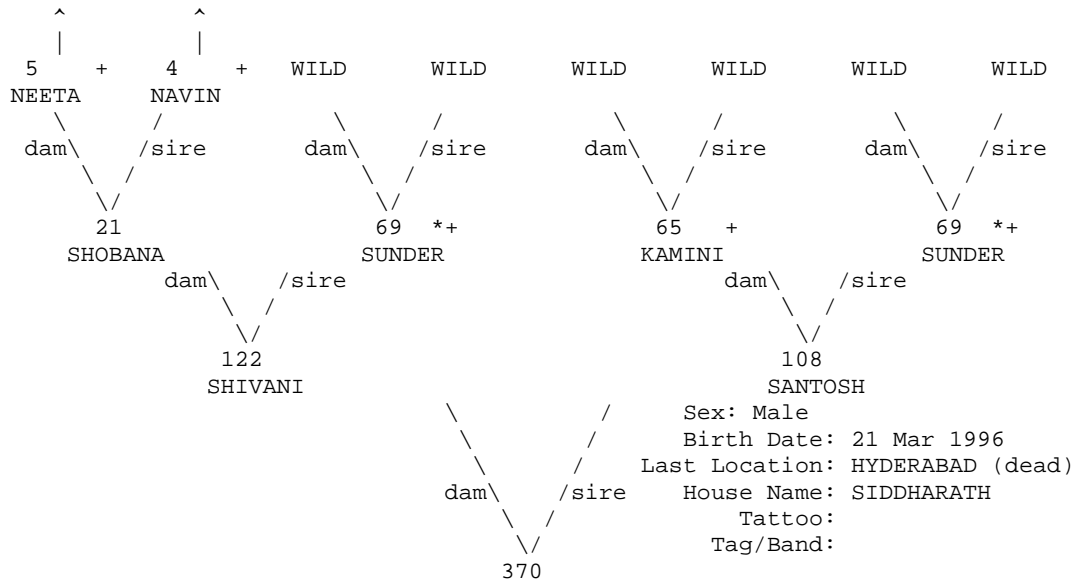 ^ ^
| |
5 + 4 + WILD WILD WILD WILD WILD WILD
NEETA NAVIN
\ / \ / \ / \ /
dam\ /sire dam\ /sire dam\ /sire dam\ /sire
\ / \ / \ / \ /
\/ \/ \/ \/
21 69 *+ 65 + 69 *+
SHOBANA SUNDER KAMINI SUNDER
dam\ /sire dam\ /sire
\ / \ /
\/ \/
122 108
SHIVANI SANTOSH
\ / Sex: Male
\ / Birth Date: 21 Mar 1996
\ / Last Location: HYDERABAD (dead)
dam\ /sire House Name: SIDDHARATH
\ / Tattoo:
\/ Tag/Band:
370